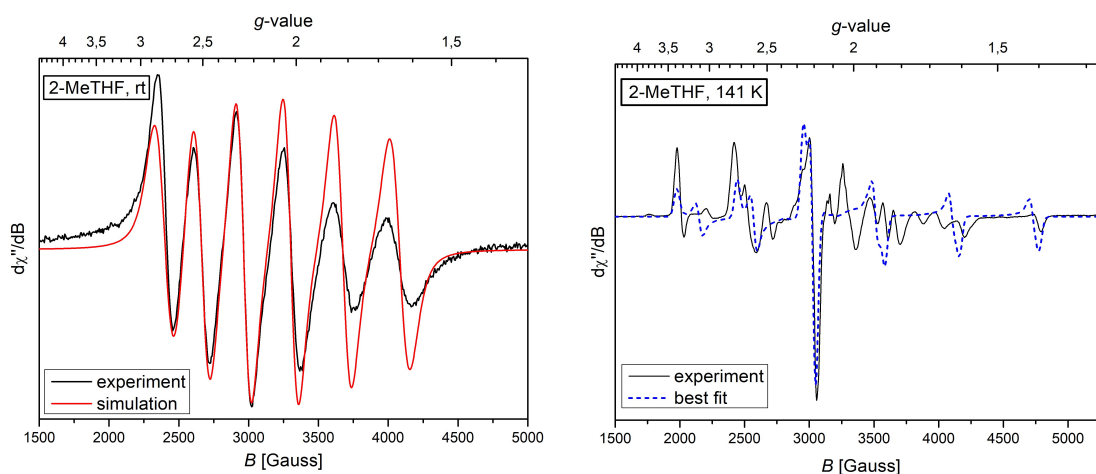 g-value
4 3,5 3 2,5 2 1,5
2-MeTHF, rt
dχ"/dB
experiment
simulation
1500 2000 2500 3000 3500 4000 4500 5000
B [Gauss]
g-value
4 3,5 3 2,5 2 1,5
2-MeTHF, 141 K
dχ"/dB
experiment
best fit
1500 2000 2500 3000 3500 4000 4500 5000
B [Gauss]